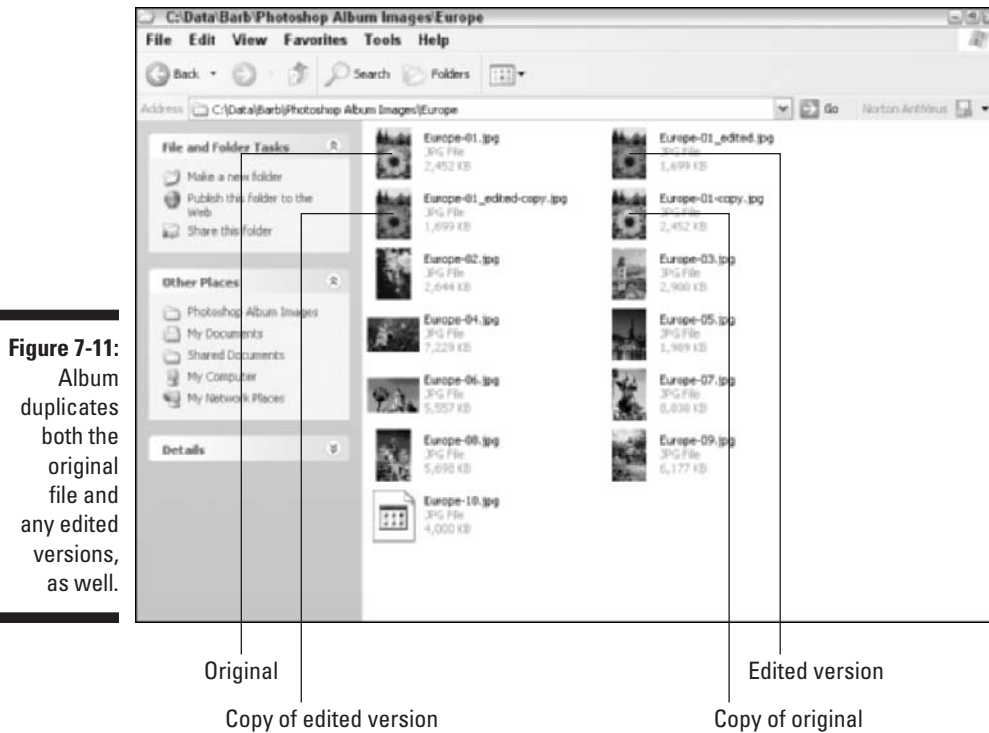 C:\Data\Barb\Photoshop Album Images\Europe
File Edit View Favorites Tools Help
Back Search Folders
Address C:\Data\Barb\Photoshop Album Images\Europe Go Norton AntiVirus
File and Folder Tasks
Make a new folder
Publish this folder to the
Web
Share this folder
Other Places
Photoshop Album Images
My Documents
Shared Documents
My Computer
My Network Places
Details
Europe-01.jpg
JPG File
2,452 KB
Europe-01_edited.jpg
JPG File
1,699 KB
Europe-01_edited-copy.jpg
JPG File
1,699 KB
Europe-01-copy.jpg
JPG File
2,452 KB
Europe-02.jpg
JPG File
2,644 KB
Europe-03.jpg
JPG File
2,900 KB
Europe-04.jpg
JPG File
7,229 KB
Europe-05.jpg
JPG File
1,989 KB
Europe-06.jpg
JPG File
5,557 KB
Europe-07.jpg
JPG File
8,038 KB
Europe-08.jpg
JPG File
5,698 KB
Europe-09.jpg
JPG File
6,177 KB
Europe-10.jpg
JPG File
4,000 KB
Figure 7-11:
Album
duplicates
both the
original
file and
any edited
versions,
as well.
Original
Edited version
Copy of edited version
Copy of original